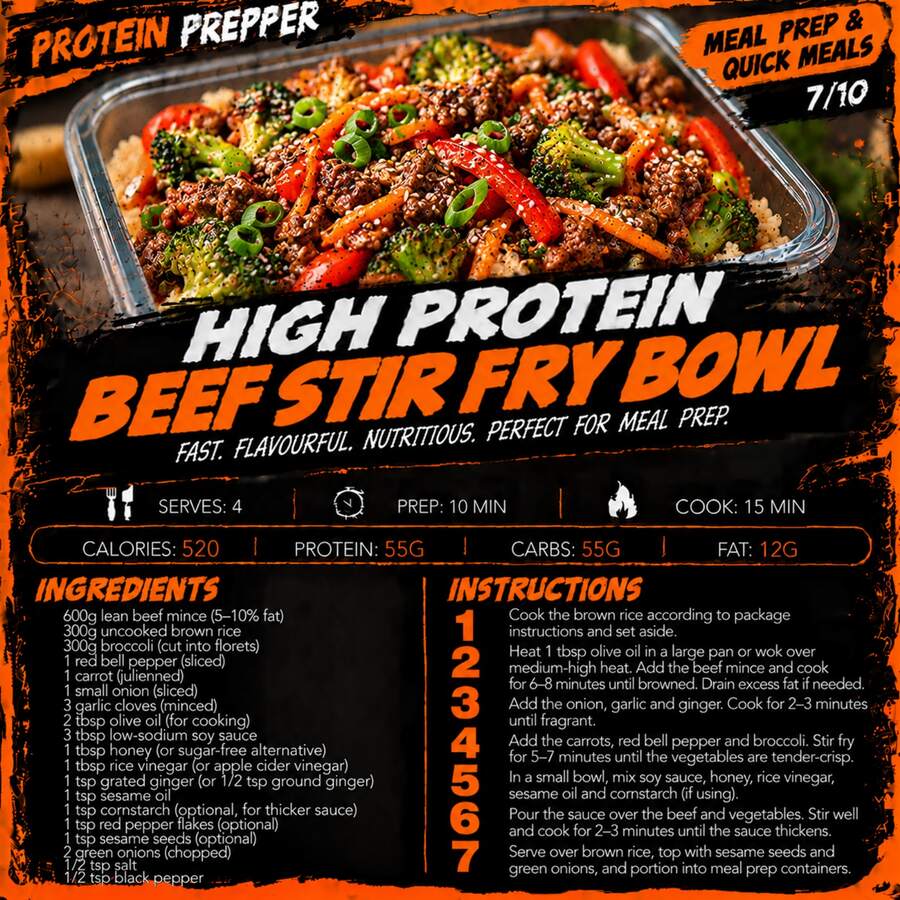 PROTEIN PREPPER
MEAL PREP &
QUICK MEALS
7/10
HIGH PROTEIN
BEEF STIR FRY BOWL
FAST. FLAVOURFUL. NUTRITIOUS. PERFECT FOR MEAL PREP.
SERVES: 4
PREP: 10 MIN
COOK: 15 MIN
CALORIES: 520
PROTEIN: 55G
CARBS: 55G
FAT: 12G
INGREDIENTS
600g lean beef mince (5–10% fat)
300g uncooked brown rice
300g broccoli (cut into florets)
1 red bell pepper (sliced)
1 carrot (julienned)
1 small onion (sliced)
3 garlic cloves (minced)
2 tbsp olive oil (for cooking)
3 tbsp low-sodium soy sauce
1 tbsp honey (or sugar-free alternative)
1 tbsp rice vinegar (or apple cider vinegar)
1 tsp grated ginger (or 1/2 tsp ground ginger)
1 tsp sesame oil
1 tsp cornstarch (optional, for thicker sauce)
1 tsp red pepper flakes (optional)
1 tsp sesame seeds (optional)
2 green onions (chopped)
1/2 tsp salt
1/2 tsp black pepper
INSTRUCTIONS
1 Cook the brown rice according to package
instructions and set aside.
2 Heat 1 tbsp olive oil in a large pan or wok over
medium-high heat. Add the beef mince and cook
for 6–8 minutes until browned. Drain excess fat if needed.
3 Add the onion, garlic and ginger. Cook for 2–3 minutes
until fragrant.
4 Add the carrots, red bell pepper and broccoli. Stir fry
for 5–7 minutes until the vegetables are tender-crisp.
5 In a small bowl, mix soy sauce, honey, rice vinegar,
sesame oil and cornstarch (if using).
6 Pour the sauce over the beef and vegetables. Stir well
and cook for 2–3 minutes until the sauce thickens.
7 Serve over brown rice, top with sesame seeds and
green onions, and portion into meal prep containers.